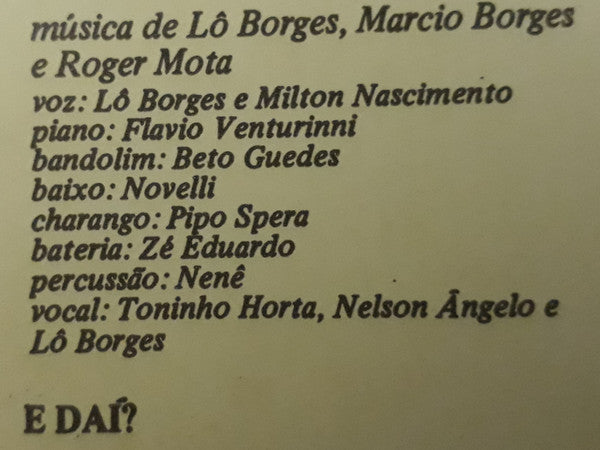 música de Lô Borges, Marcio Borges
e Roger Mota
voz: Lô Borges e Milton Nascimento
piano: Flavio Venturinni
bandolim: Beto Guedes
baixo: Novelli
charango: Pipo Spera
bateria: Zé Eduardo
percussão: Nenê
vocal: Toninho Horta, Nelson Ângelo e
Lô Borges
E DAÍ?